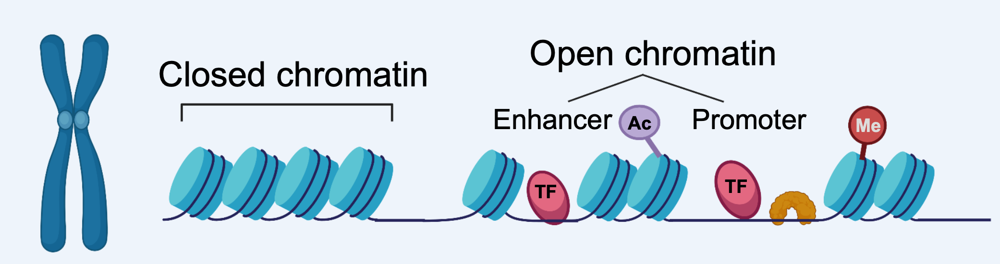 Closed chromatin
Open chromatin
Enhancer
Ac
Promoter
Me
TF
TF